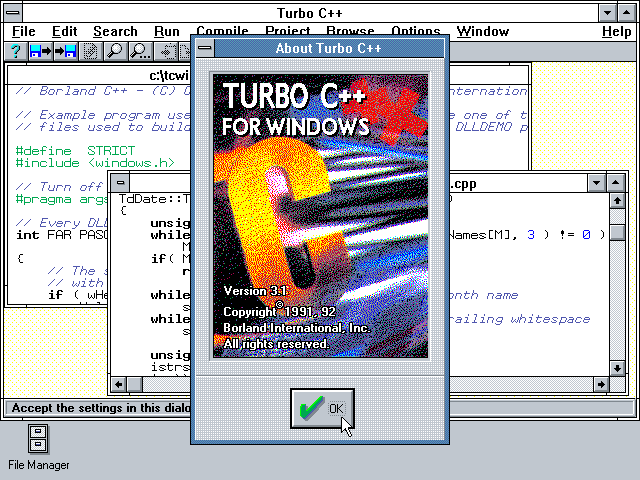 Turbo C++
File Edit Search Run Compile Project Browse Options Window Help
About Turbo C++
c:\tcwi
// Borland C++ - (C) C
nternation
// Example program use
e one of t
// files used to build
DLLDEMO p
#define STRICT
#include <windows.h>
// Turn off
#pragma args
// Every DLL
int FAR PASC
{
// The s
// with
if ( wHe
.cpp
TdDate::T
)
{
unsig
while
Names[M], 3 ) != 0 )
M
if( M
r
while
onth name
s
while
railing whitespace
s
unsig
istrs
TURBO C++
FOR WINDOWS
Version 3.1
Copyright© 1991, 92
Borland International, Inc.
All rights reserved.
OK
Accept the settings in this dialo
File Manager